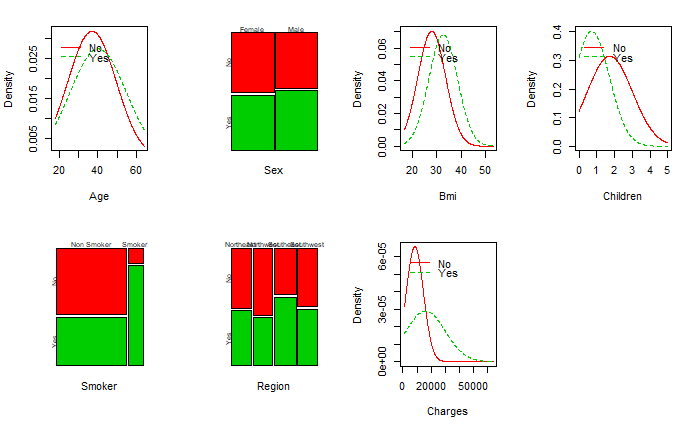 Density
0.005
0.015
0.025
No
Yes
20 40 60
Age
Female Male
No
Yes
Sex
Density
0.00
0.02
0.04
0.06
No
Yes
20 30 40 50
Bmi
Density
0.0
0.1
0.2
0.3
0.4
No
Yes
0 1 2 3 4 5
Children
Non Smoker Smoker
No
Yes
Smoker
Northeast Northwest Southeast Southwest
No
Yes
Region
Density
0e+00
3e-05
6e-05
No
Yes
0 20000 50000
Charges